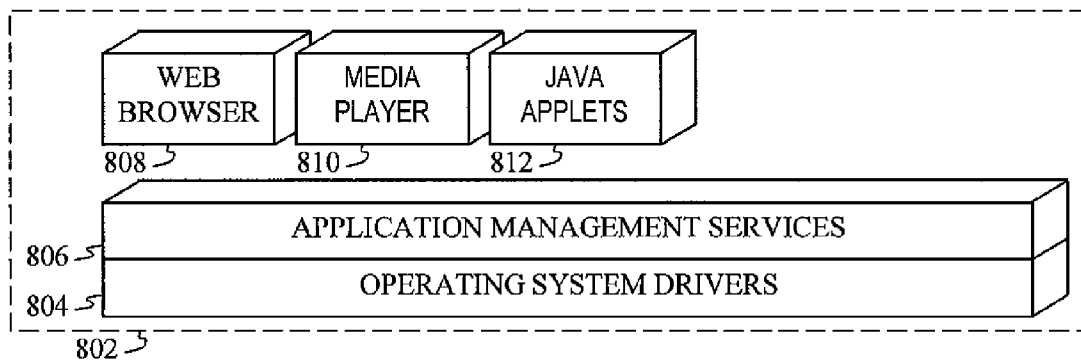 WEB
BROWSER
MEDIA
PLAYER
JAVA
APPLETS
808
810
812
APPLICATION MANAGEMENT SERVICES
806
OPERATING SYSTEM DRIVERS
804
802